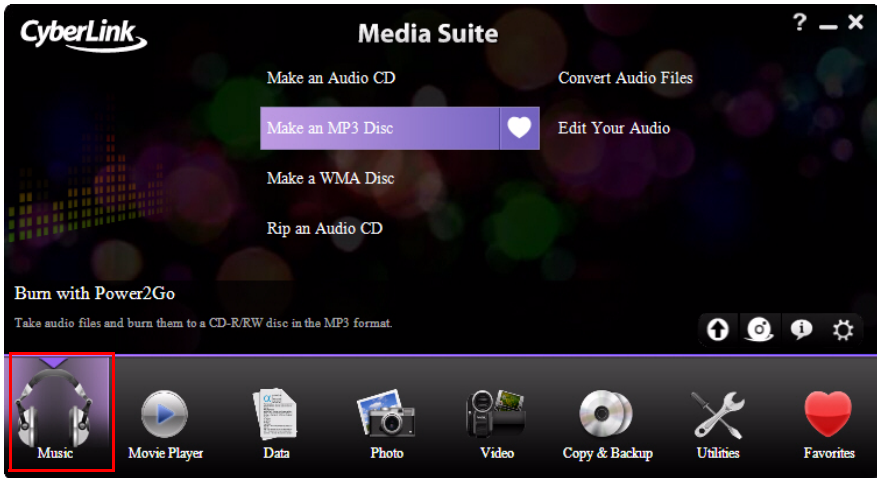 CyberLink
Media Suite
?
Make an Audio CD
Convert Audio Files
Make an MP3 Disc
Edit Your Audio
Make a WMA Disc
Rip an Audio CD
Burn with Power2Go
Take audio files and burn them to a CD-R/RW disc in the MP3 format.
Music
Movie Player
Data
Photo
Video
Copy & Backup
Utilities
Favorites